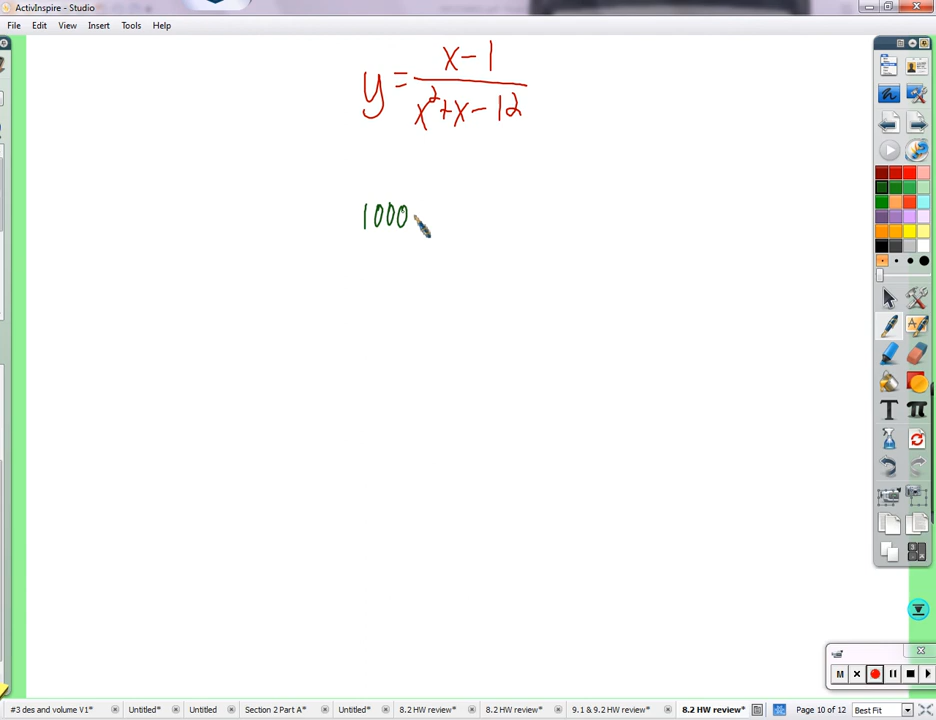 ActivInspire - Studio
File Edit View Insert Tools Help
y = x - 1
x² + x - 12
1000
M
#3 des and volume V1* Untitled* Untitled Section 2 Part A* Untitled* 8.2 HW review* 8.2 HW review* 9.1 & 9.2 HW review* 8.2 HW review* Page 10 of 12 Best Fit